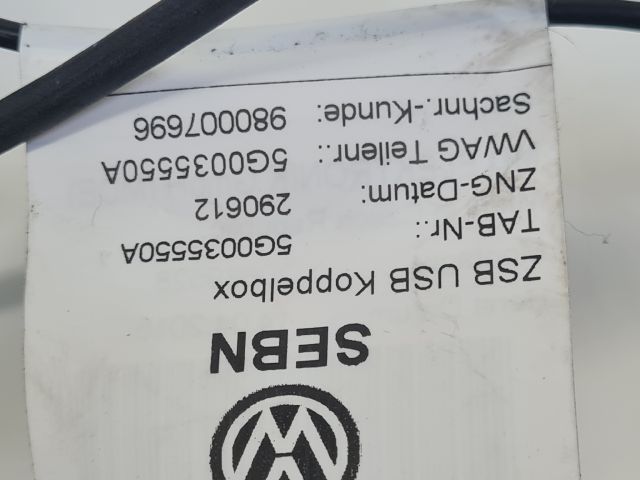 SEBN
ZSB USB Koppelbox
TAB-Nr.: 5G0035550A
ZNG-Datum: 290612
VWAG Teilenr.: 5G0035550A
Sachnr.-Kunde: 980007696